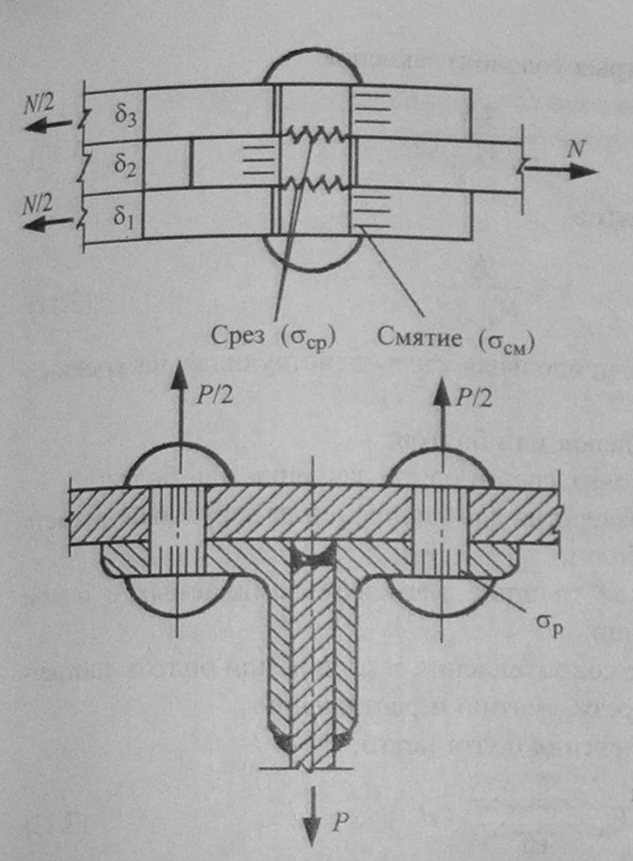 N/2
δ₃
δ₂
N
N/2
δ₁
Срез (σср) Смятие (σсм)
P/2
P/2
σр
P